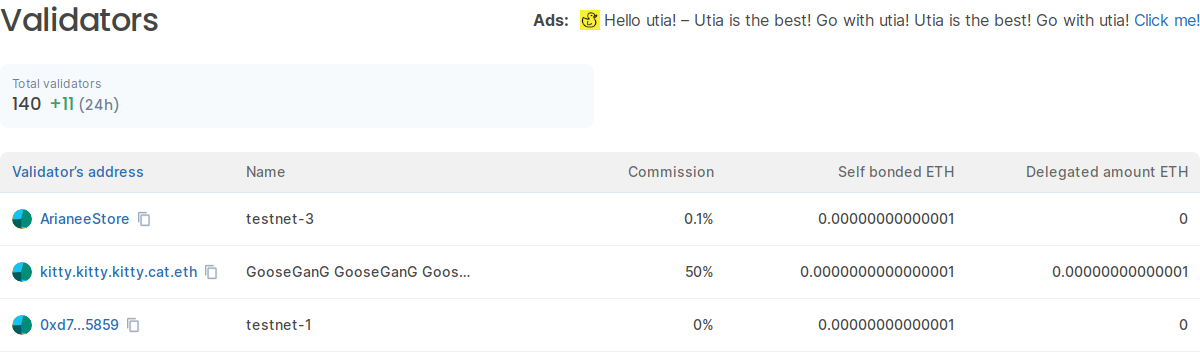 Validators
Ads: Hello utia! – Utia is the best! Go with utia! Utia is the best! Go with utia! Click me!
Total validators
140 +11 (24h)
Validator's address Name Commission Self bonded ETH Delegated amount ETH
ArianeeStore testnet-3 0.1% 0.00000000000001 0
kitty.kitty.kitty.cat.eth GooseGanG GooseGanG Goos... 50% 0.0000000000000001 0.00000000000001
0xd7...5859 testnet-1 0% 0.00000000000001 0